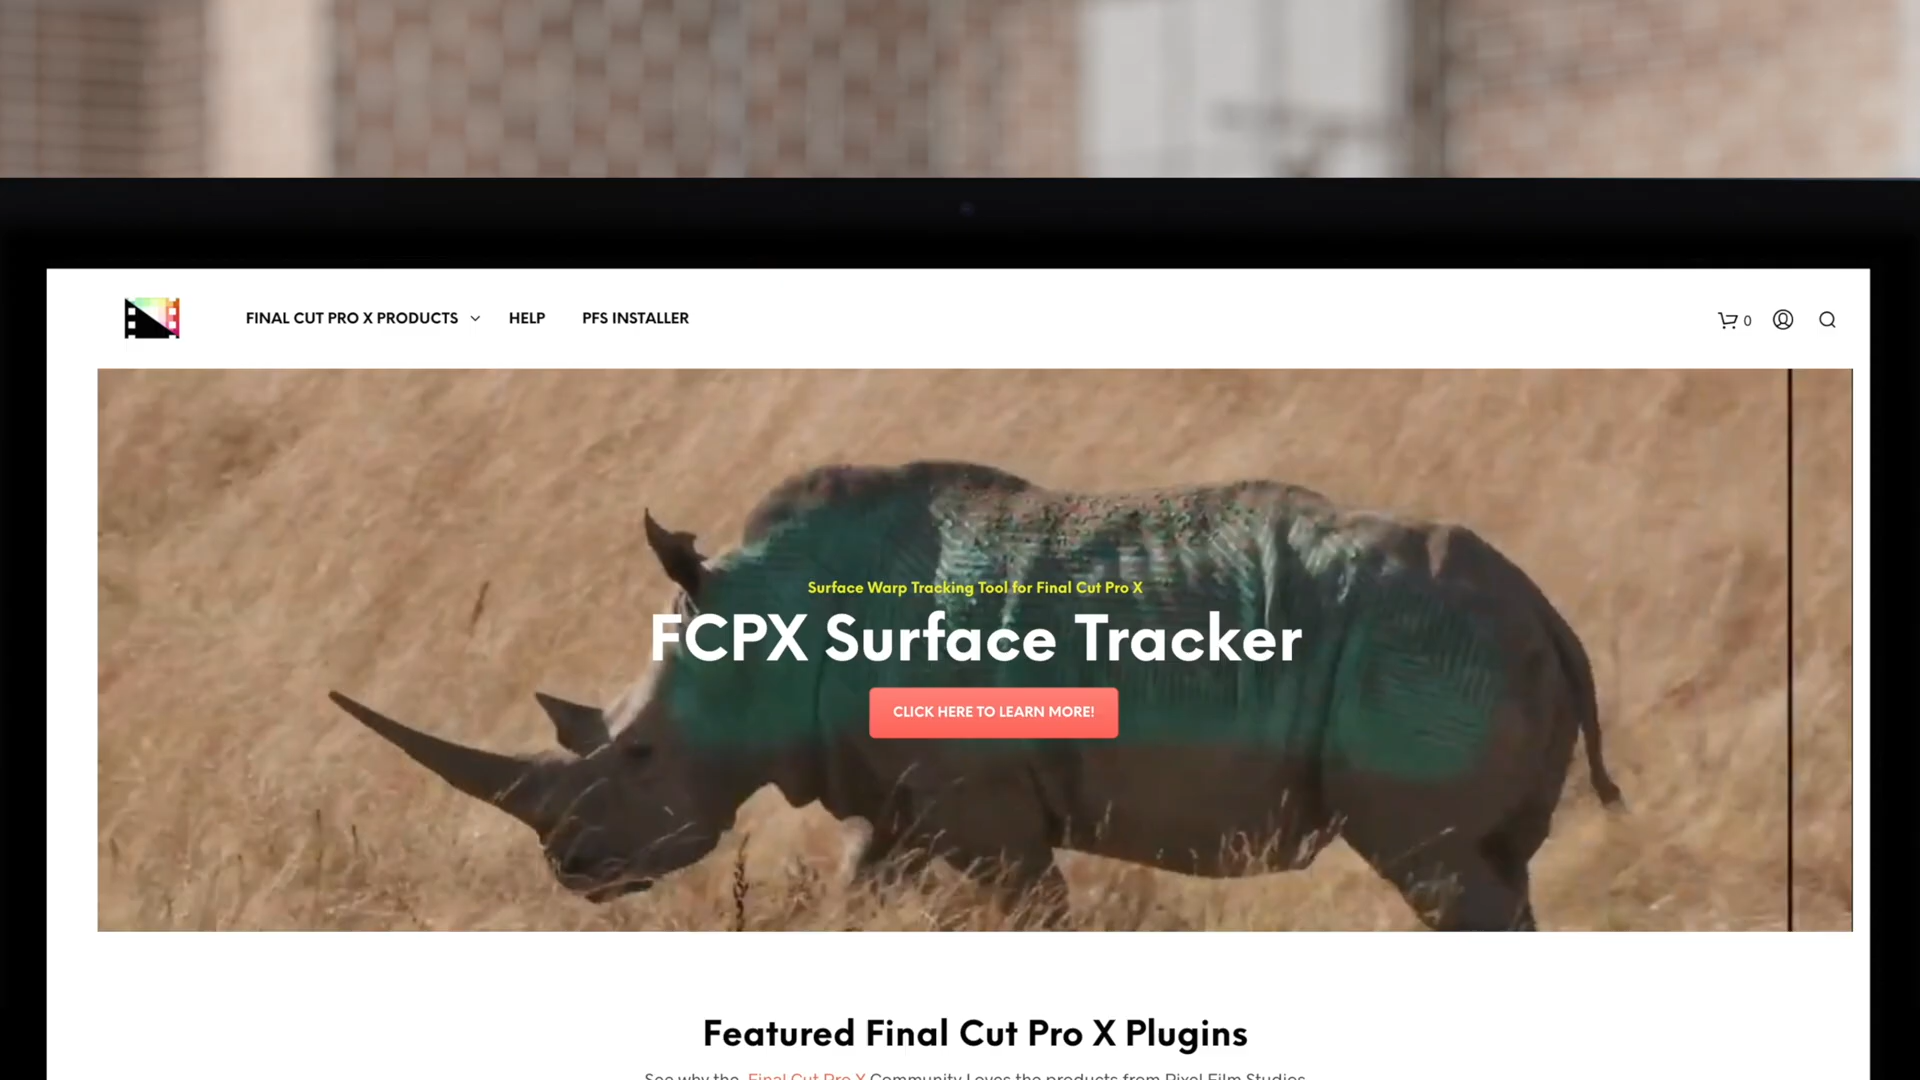 FINAL CUT PRO X PRODUCTS HELP PFS INSTALLER 0
Surface Warp Tracking Tool for Final Cut Pro X
FCPX Surface Tracker
CLICK HERE TO LEARN MORE!
Featured Final Cut Pro X Plugins
See why the Final Cut Pro X Community Loves the products from Pixel Film Studios